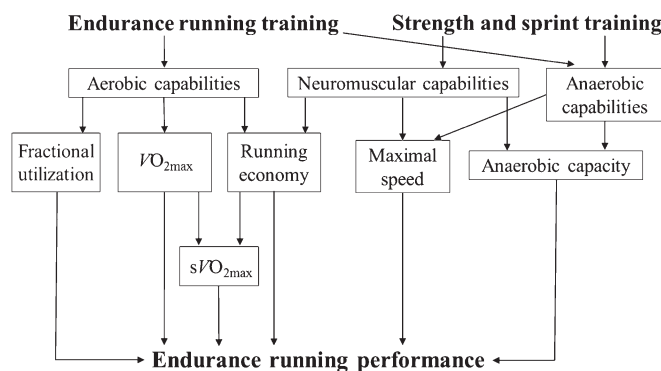 Endurance running training
Strength and sprint training
Aerobic capabilities
Neuromuscular capabilities
Anaerobic
capabilities
Fractional
utilization
VO2max
Running
economy
Maximal
speed
Anaerobic capacity
sVO2max
Endurance running performance